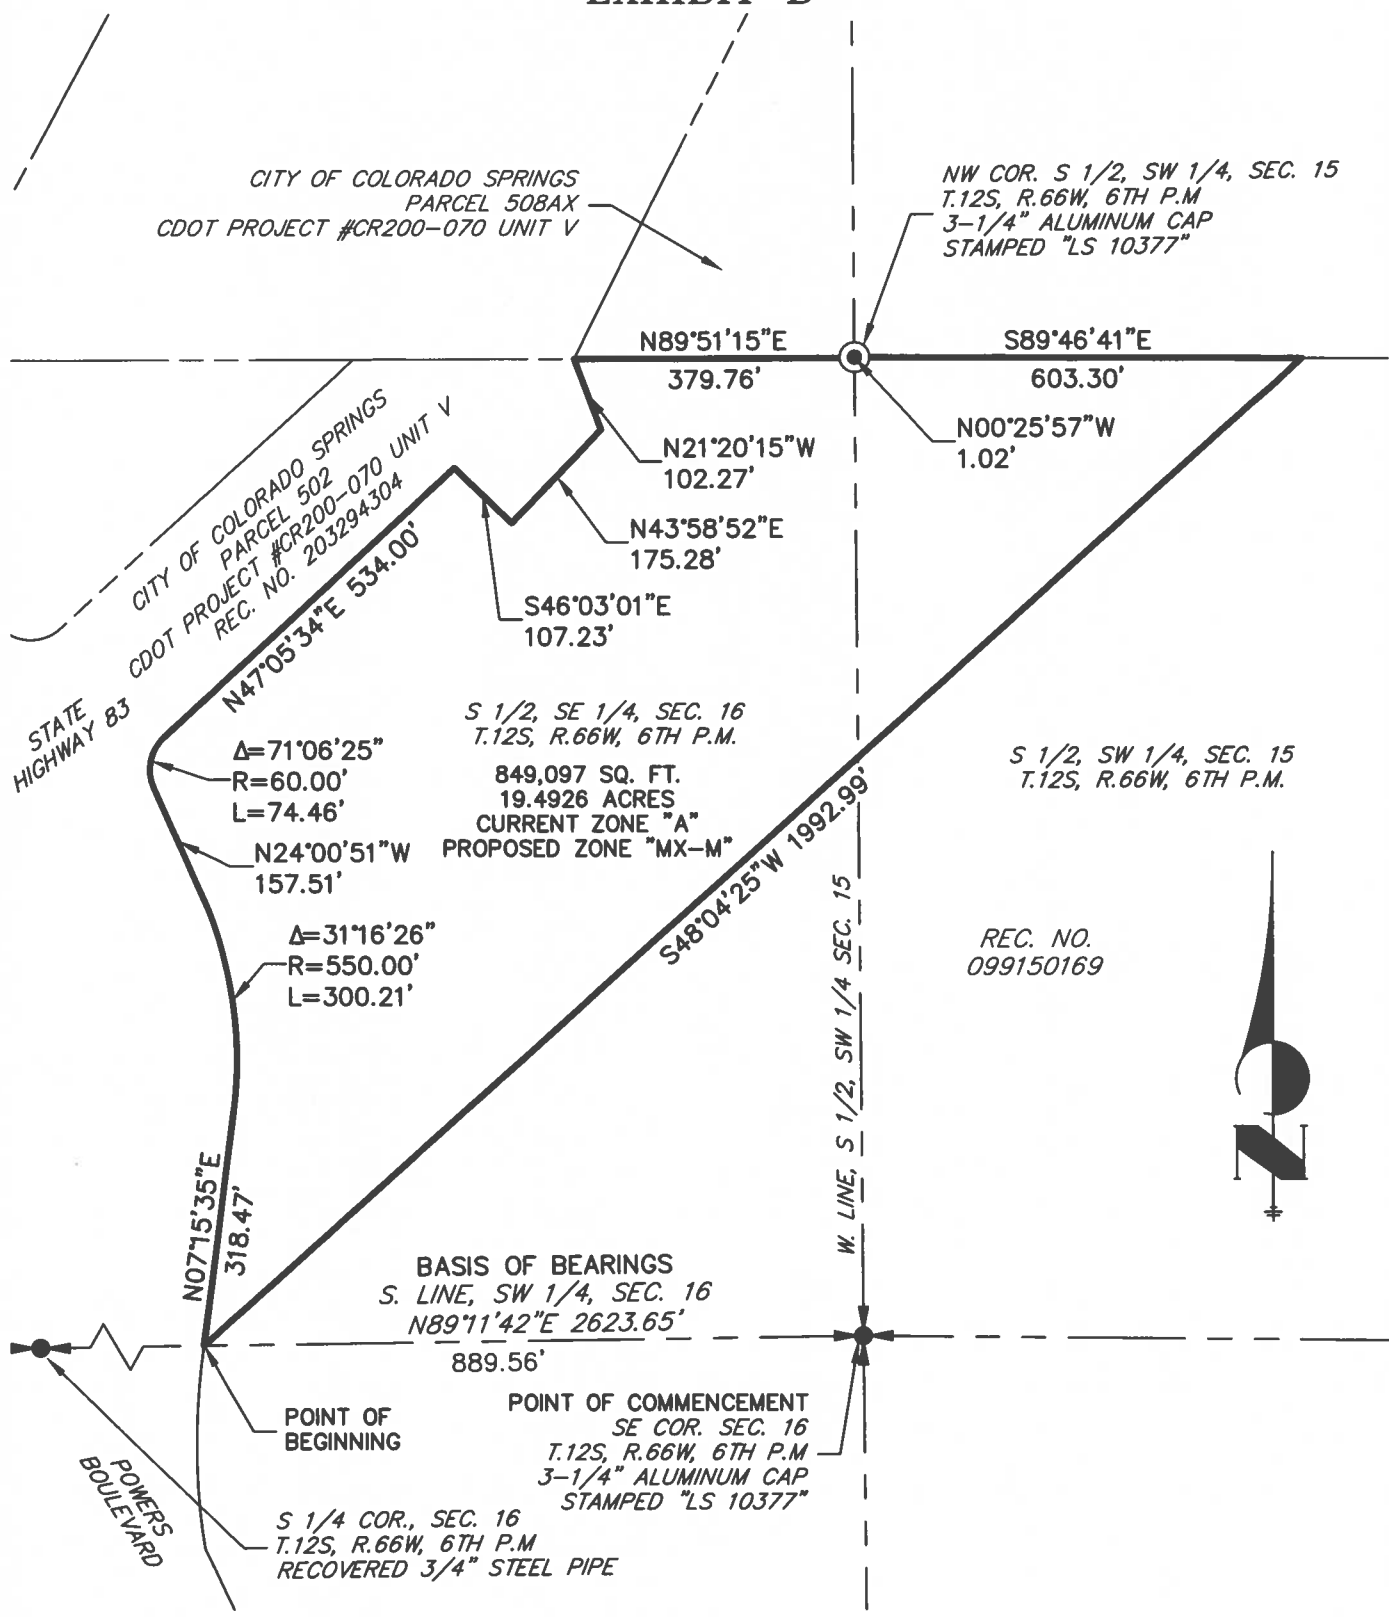 CITY OF COLORADO SPRINGS
PARCEL 508AX
CDOT PROJECT #CR200-070 UNIT V
NW COR. S 1/2, SW 1/4, SEC. 15
T.12S, R.66W, 6TH P.M
3-1/4" ALUMINUM CAP
STAMPED "LS 10377"
N89°51'15"E
379.76'
S89°46'41"E
603.30'
N00°25'57"W
1.02'
N21°20'15"W
102.27'
N43°58'52"E
175.28'
S46°03'01"E
107.23'
CITY OF COLORADO SPRINGS
PARCEL 502
CDOT PROJECT #CR200-070 UNIT V
REC. NO. 203294304
N47°05'34"E 534.00'
STATE
HIGHWAY 83
Δ=71°06'25"
R=60.00'
L=74.46'
N24°00'51"W
157.51'
Δ=31°16'26"
R=550.00'
L=300.21'
S 1/2, SE 1/4, SEC. 16
T.12S, R.66W, 6TH P.M.
849,097 SQ. FT.
19.4926 ACRES
CURRENT ZONE "A"
PROPOSED ZONE "MX-M"
S 1/2, SW 1/4, SEC. 15
T.12S, R.66W, 6TH P.M.
S48°04'25"W 1992.99'
W. LINE, S 1/2, SW 1/4 SEC. 15
REC. NO.
099150169
N
N07°15'35"E
318.47'
BASIS OF BEARINGS
S. LINE, SW 1/4, SEC. 16
N89°11'42"E 2623.65'
889.56'
POINT OF
BEGINNING
POINT OF COMMENCEMENT
SE COR. SEC. 16
T.12S, R.66W, 6TH P.M
3-1/4" ALUMINUM CAP
STAMPED "LS 10377"
POWERS
BOULEVARD
S 1/4 COR., SEC. 16
T.12S, R.66W, 6TH P.M
RECOVERED 3/4" STEEL PIPE